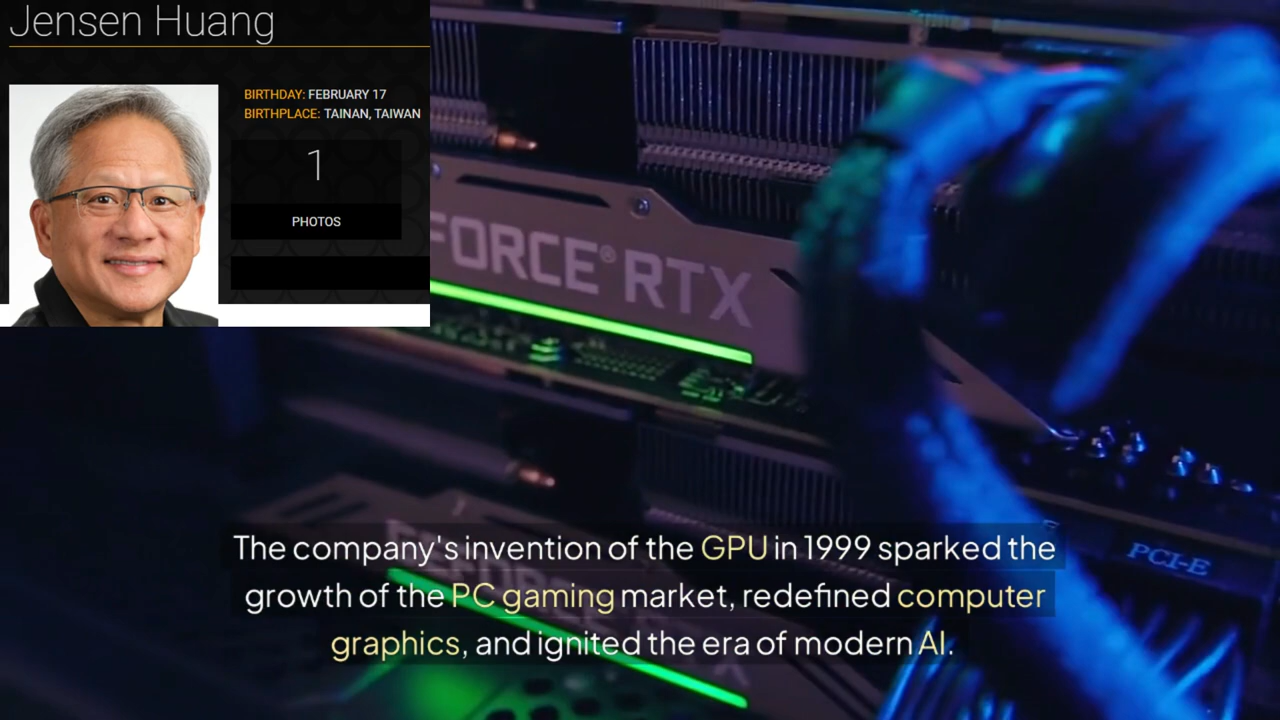 Jensen Huang
BIRTHDAY: FEBRUARY 17
BIRTHPLACE: TAINAN, TAIWAN
1
PHOTOS
FORCE® RTX
PCI-E
The company's invention of the GPU in 1999 sparked the
growth of the PC gaming market, redefined computer
graphics, and ignited the era of modern AI.